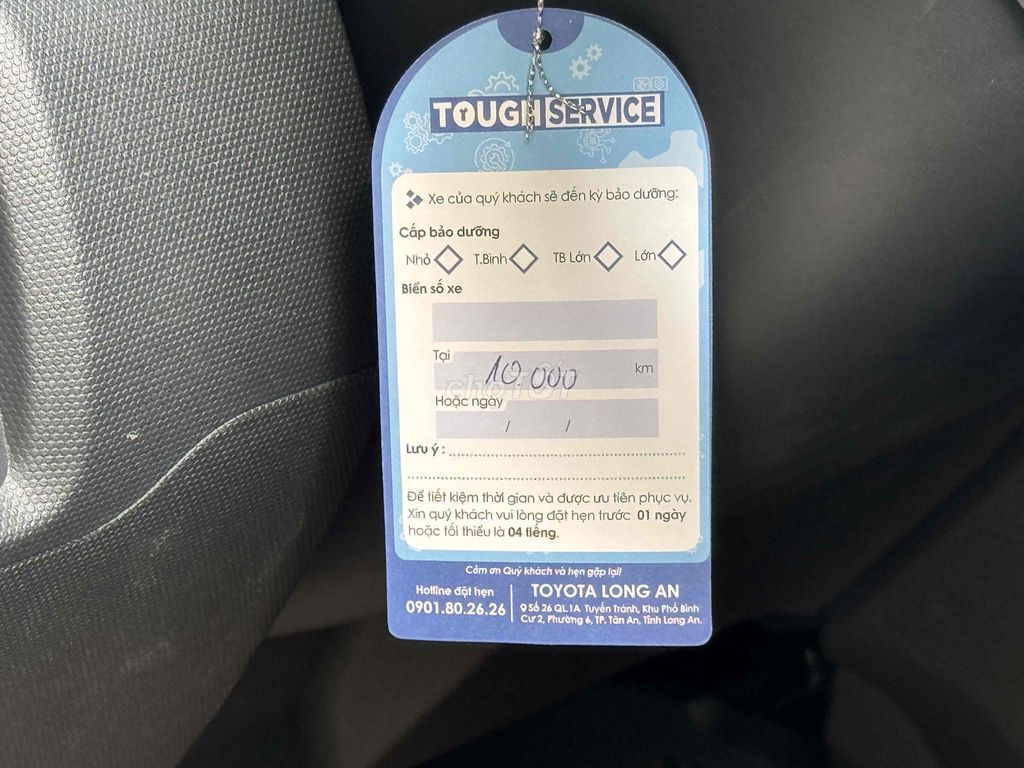 TOUGH SERVICE
Xe của quý khách sẽ đến kỳ bảo dưỡng:
Cấp bảo dưỡng
Nhỏ T.Bình TB Lớn Lớn
Biển số xe
Tại 10.000 km
choTỐT
Hoặc ngày
/ /
Lưu ý :
Để tiết kiệm thời gian và được ưu tiên phục vụ.
Xin quý khách vui lòng đặt hẹn trước 01 ngày
hoặc tối thiểu là 04 tiếng.
Cảm ơn Quý khách và hẹn gặp lại!
Hotline đặt hẹn
0901.80.26.26
TOYOTA LONG AN
Số 26 QL1A Tuyến Tránh, Khu Phố Bình
Cư 2, Phường 6, TP. Tân An, Tỉnh Long An.